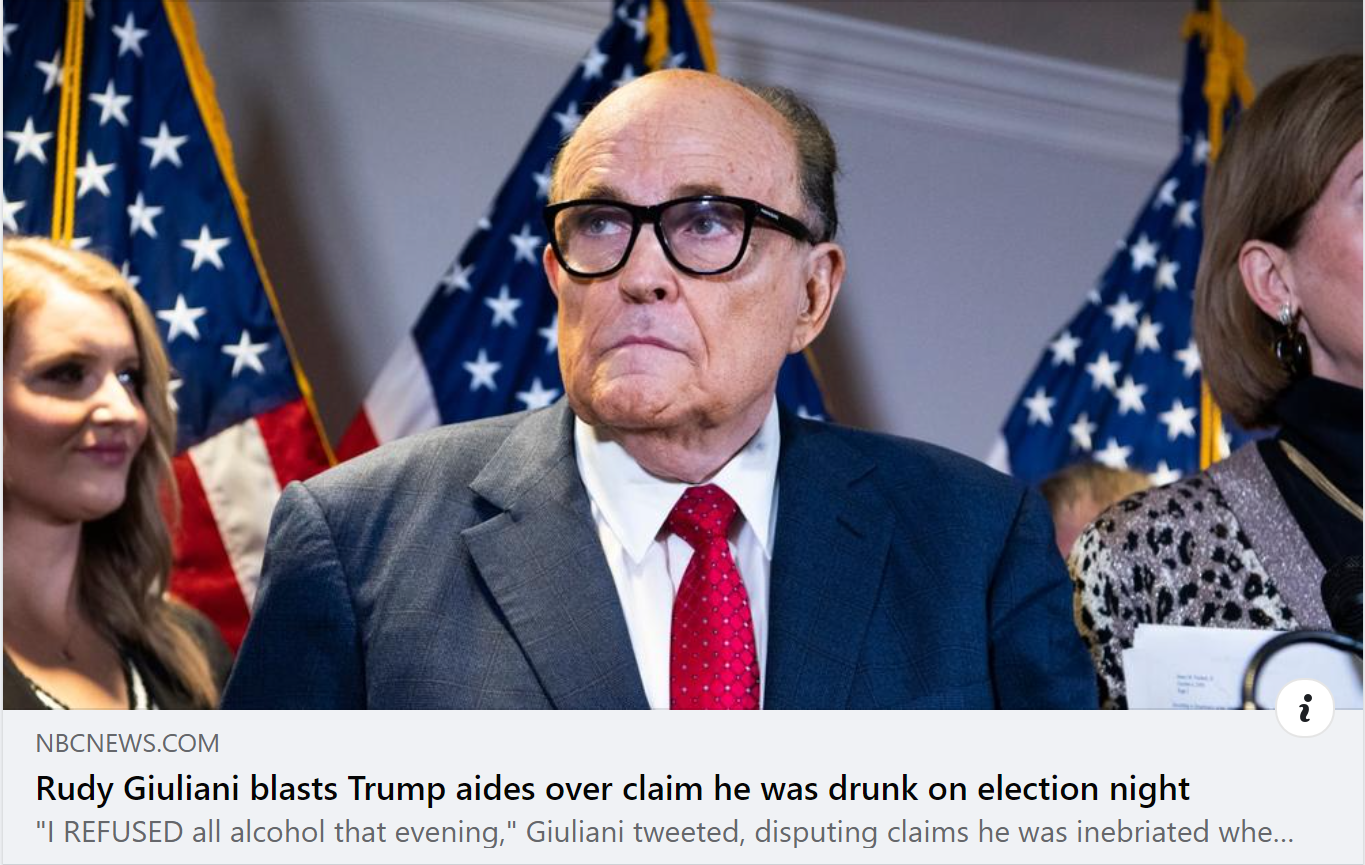 NBCNEWS.COM
Rudy Giuliani blasts Trump aides over claim he was drunk on election night
"I REFUSED all alcohol that evening," Giuliani tweeted, disputing claims he was inebriated whe...